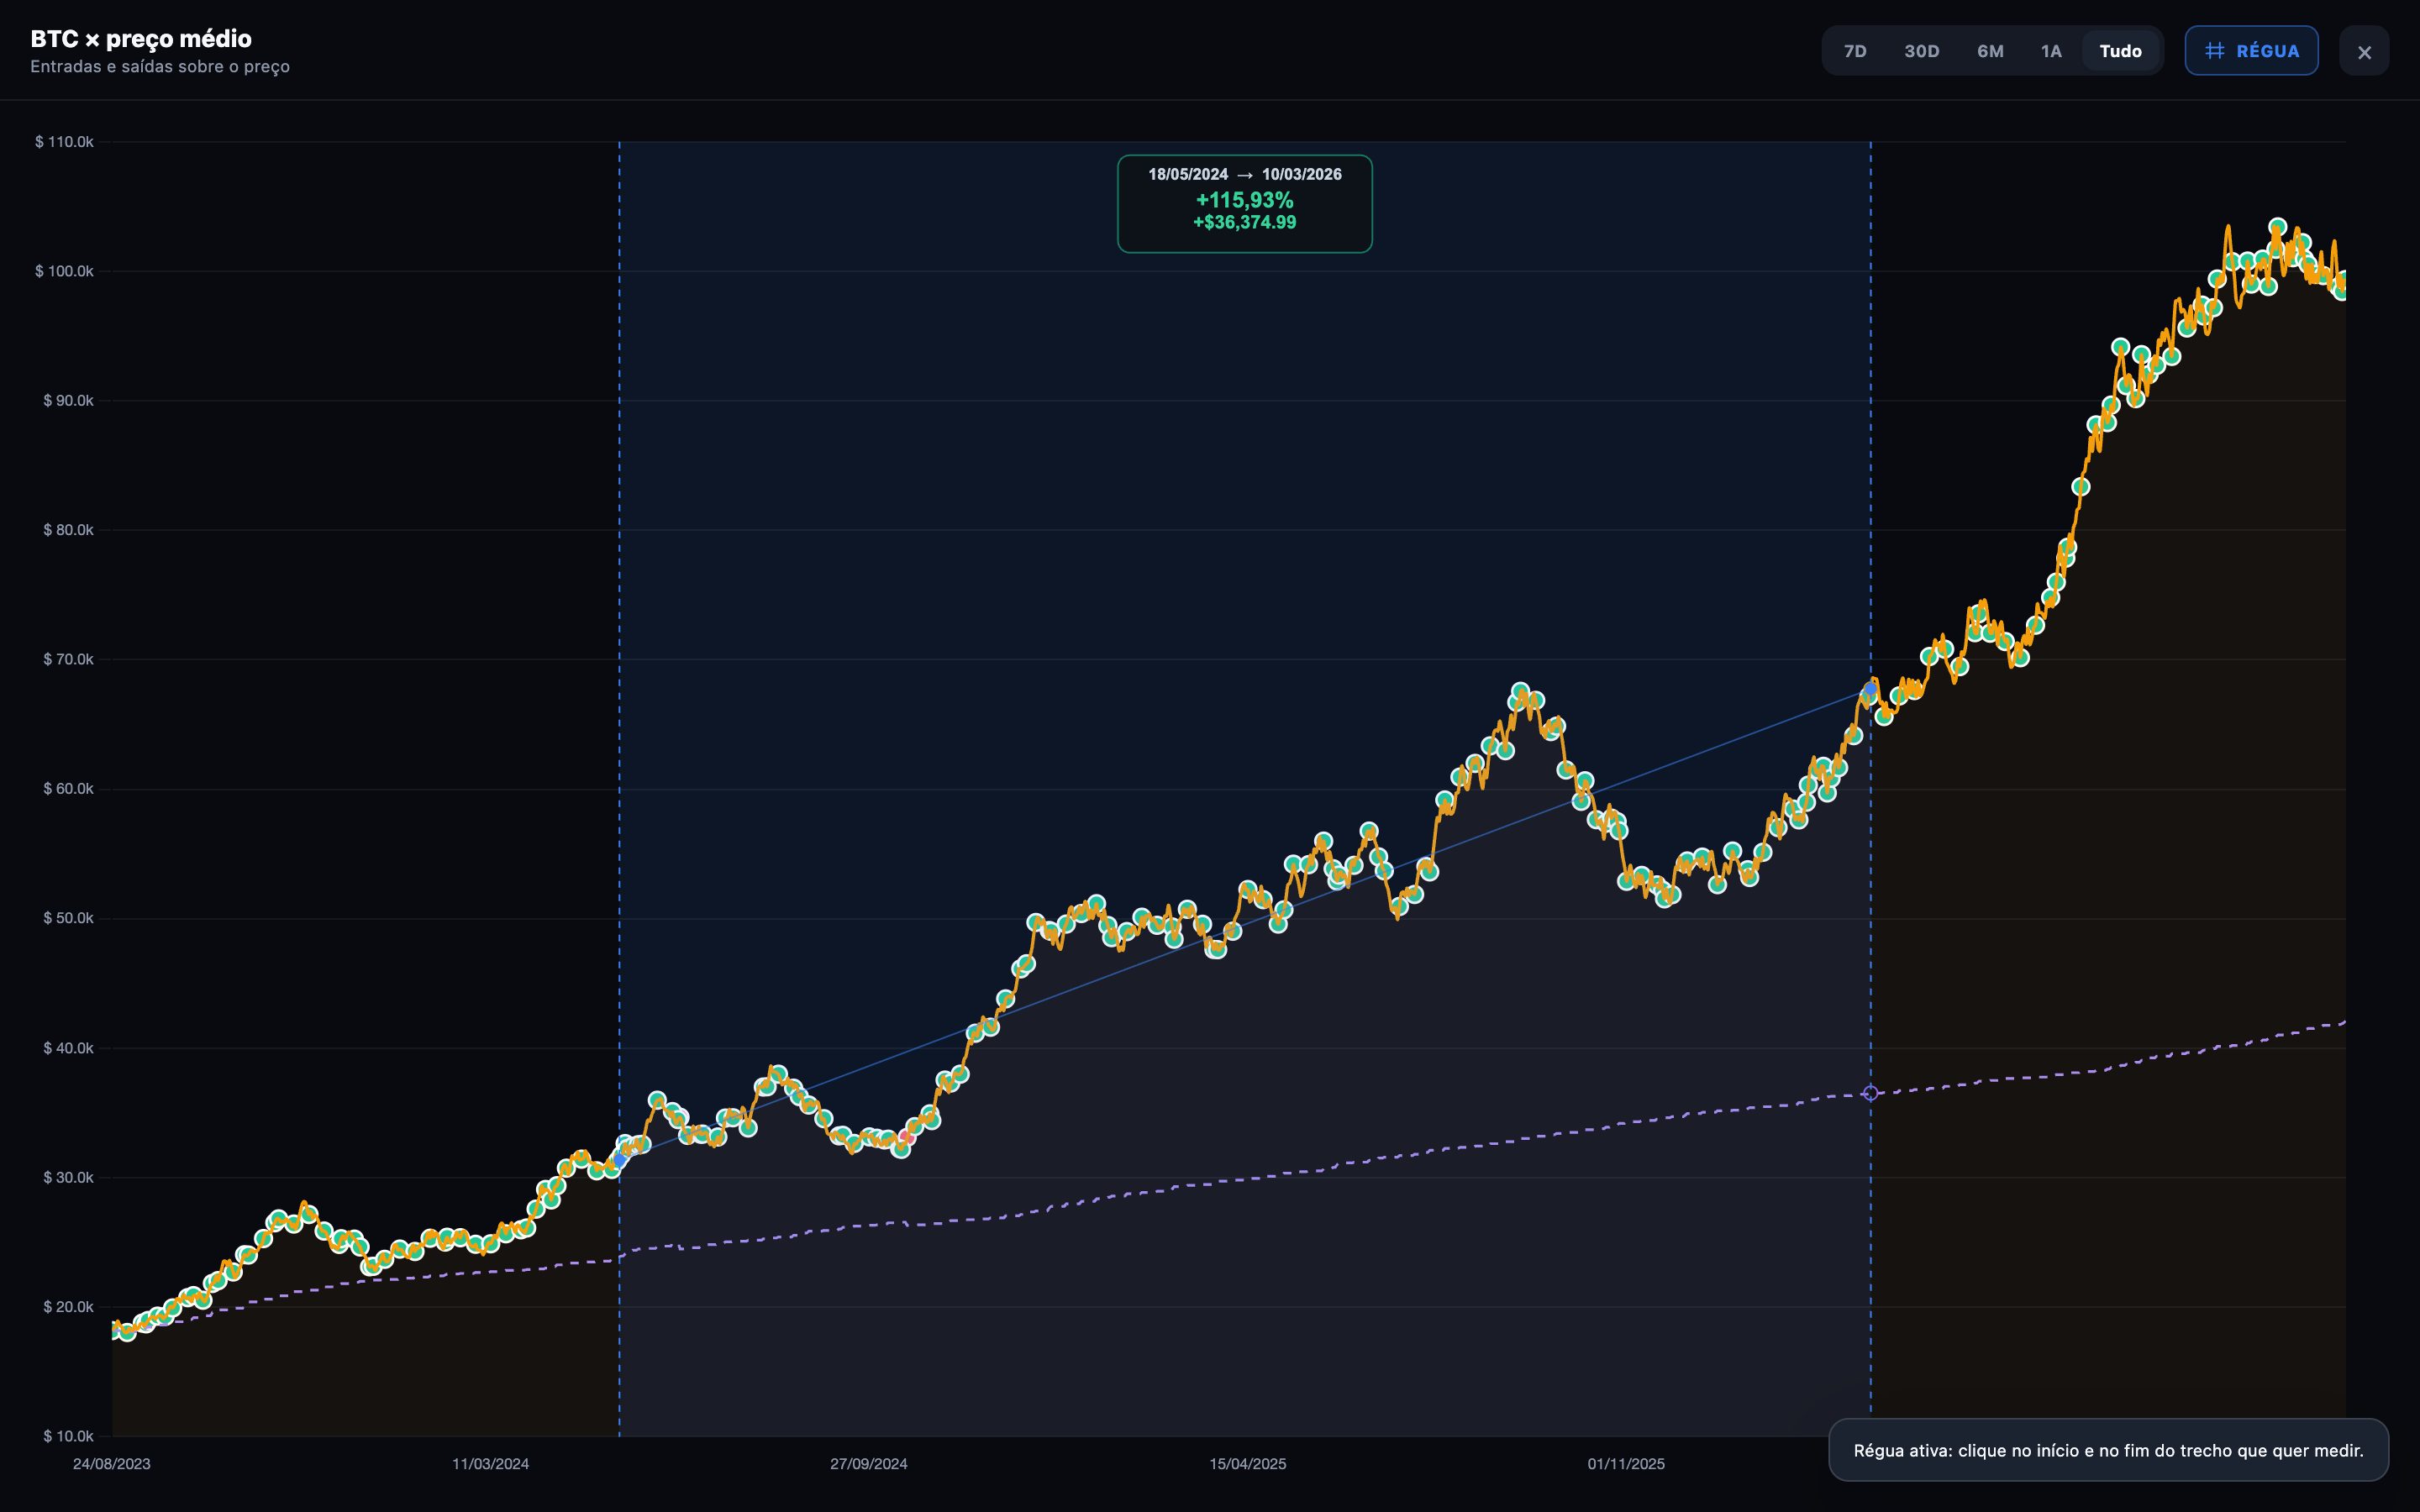 BTC × preço médio
Entradas e saídas sobre o preço
7D 30D 6M 1A Tudo RÉGUA ×
$ 110.0k
18/05/2024 → 10/03/2026
+115,93%
+$36,374.99
$ 100.0k
$ 90.0k
$ 80.0k
$ 70.0k
$ 60.0k
$ 50.0k
$ 40.0k
$ 30.0k
$ 20.0k
$ 10.0k
Régua ativa: clique no início e no fim do trecho que quer medir.
24/08/2023 11/03/2024 27/09/2024 15/04/2025 01/11/2025